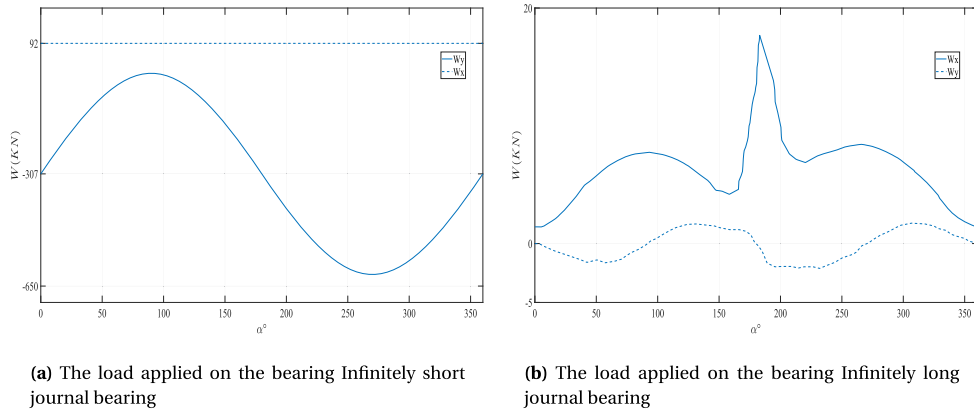 92
-307
-650
W(KN)
0
50
100
150
200
250
300
350
α°
Wy
Wx
20
0
-5
W(KN)
0
50
100
150
200
250
300
350
α°
Wx
Wy
(a) The load applied on the bearing Infinitely short
journal bearing
(b) The load applied on the bearing Infinitely long
journal bearing